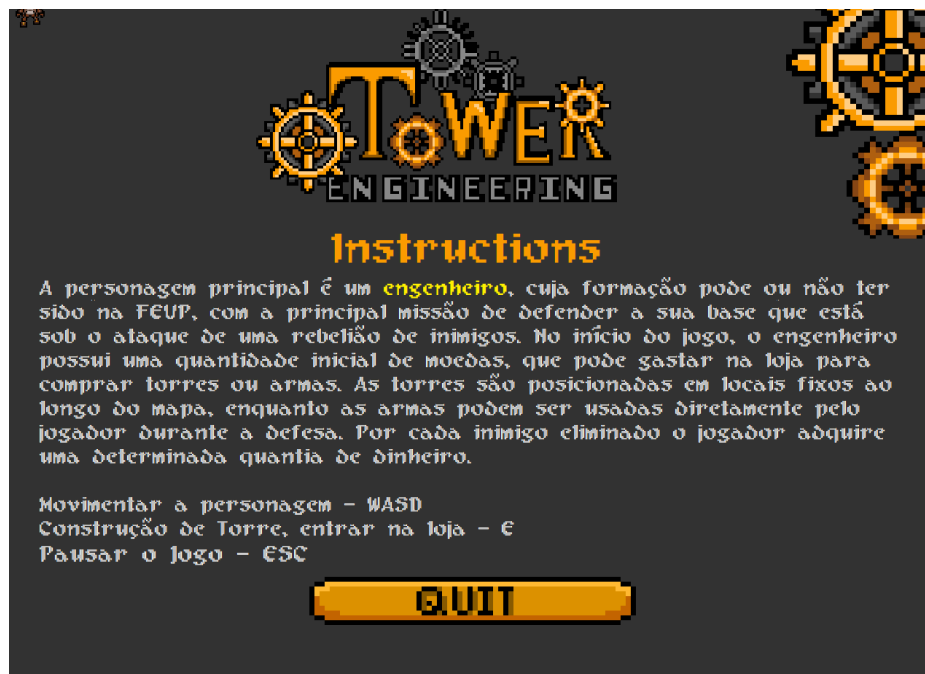 TOWER
ENGINEERING
Instructions
A personagem principal é um engenheiro, cuja formação pode ou não ter
sido na FEUP, com a principal missão de defender a sua base que está
sob o ataque de uma rebelião de inimigos. No início do jogo, o engenheiro
possui uma quantidade inicial de moedas, que pode gastar na loja para
comprar torres ou armas. As torres são posicionadas em locais fixos ao
longo do mapa, enquanto as armas podem ser usadas diretamente pelo
jogador durante a defesa. Por cada inimigo eliminado o jogador adquire
uma determinada quantia de dinheiro.
Movimentar a personagem - WASD
Construção de Torre, entrar na loja - E
Pausar o Jogo - ESC
QUIT